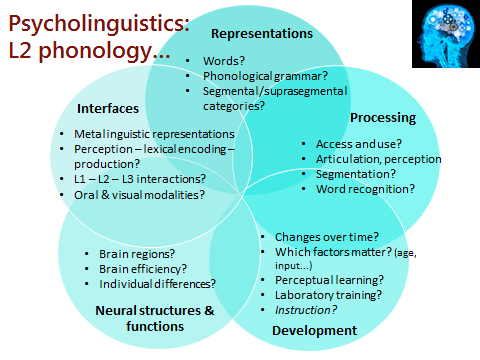 Psycholinguistics:
L2 phonology...
Representations
• Words?
• Phonological grammar?
• Segmental/suprasegmental
categories?
Interfaces
• Metalinguistic representations
• Perception – lexical encoding –
production?
• L1 – L2 – L3 interactions?
• Oral & visual modalities?
Processing
• Access and use?
• Articulation, perception
• Segmentation?
• Word recognition?
• Brain regions?
• Brain efficiency?
• Individual differences?
Neural structures &
functions
• Changes over time?
• Which factors matter? (age,
input...)
• Perceptual learning?
• Laboratory training?
• Instruction?
Development